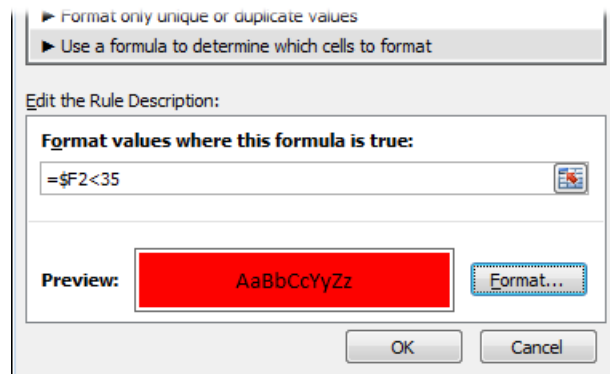 ► Format only unique or duplicate values
► Use a formula to determine which cells to format
Edit the Rule Description:
Format values where this formula is true:
=$F2<35
Preview:
AaBbCcYyZz
Format...
OK
Cancel